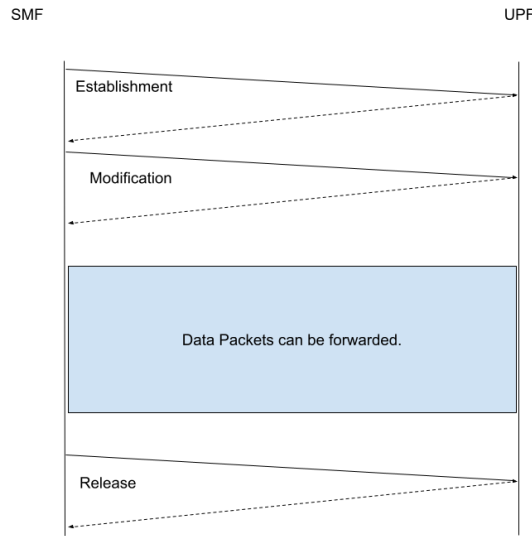 SMF
UPF
Establishment
Modification
Data Packets can be forwarded.
Release